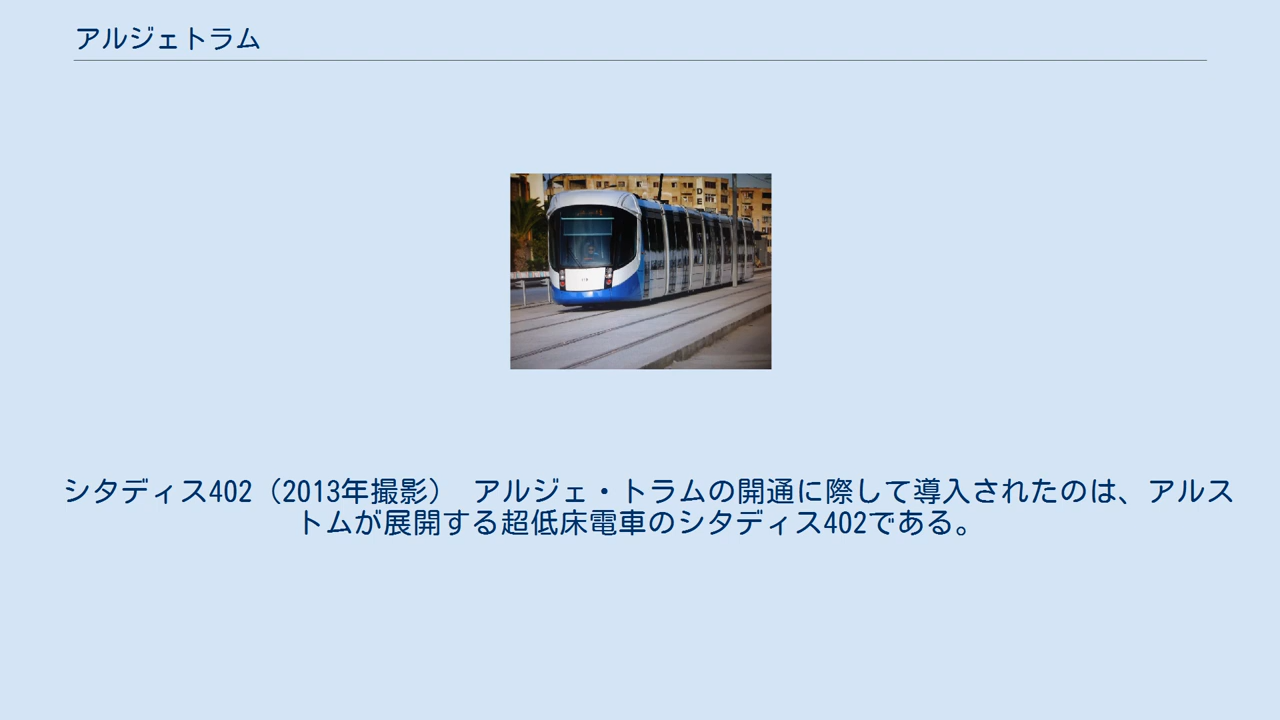 アルジェトラム
シタディス402（2013年撮影） アルジェ・トラムの開通に際して導入されたのは、アルス
トムが展開する超低床電車のシタディス402である。